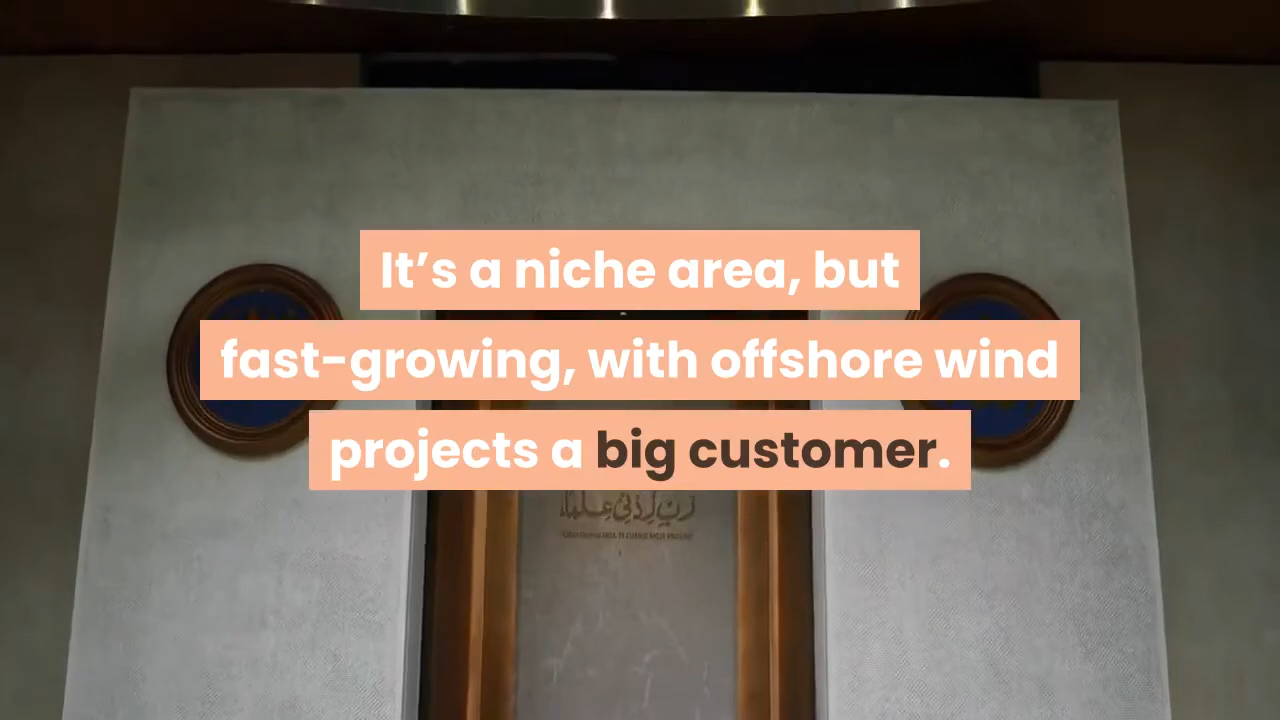 It’s a niche area, but
fast-growing, with offshore wind
projects a big customer.